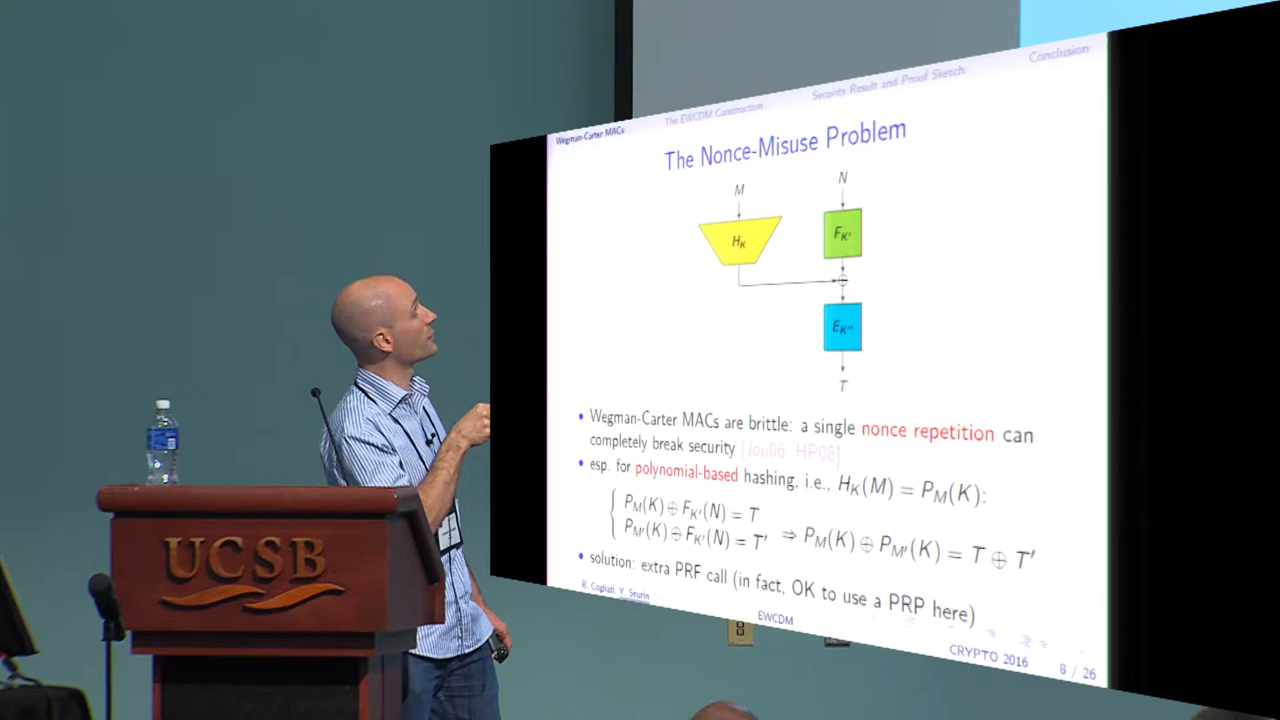 Wegman-Carter MACs
The EWCDM Construction
Security Result and Proof Sketch
Conclusion
The Nonce-Misuse Problem
M
N
H_K
F_K'
⊕
E_K''
T
• Wegman-Carter MACs are brittle: a single nonce repetition can
completely break security [Jou06, HP08]
• esp. for polynomial-based hashing, i.e., H_K(M) = P_M(K):
P_M(K) ⊕ F_K'(N) = T
P_M'(K) ⊕ F_K'(N) = T' ⇒ P_M(K) ⊕ P_M'(K) = T ⊕ T'
• solution: extra PRF call (in fact, OK to use a PRP here)
B. Cogliati, Y. Seurin
EWCDM
CRYPTO 2016
8 / 26
UCSB